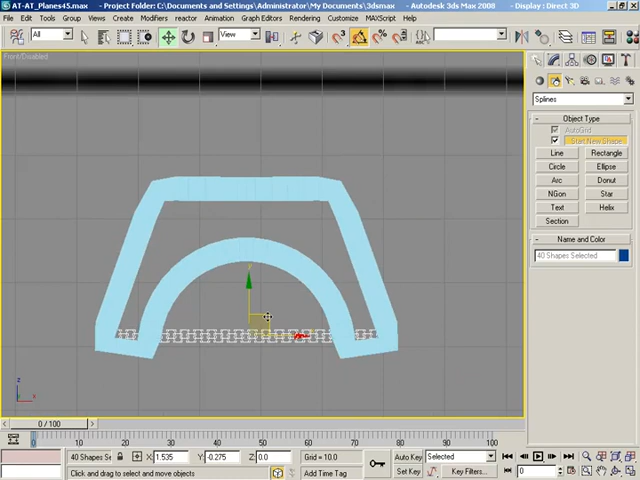 AT-AT_Planes45.max - Project Folder: C:\Documents and Settings\Administrator\My Documents\3dsmax - Autodesk 3ds Max 2008 - Display : Direct 3D
File Edit Tools Group Views Create Modifiers reactor Animation Graph Editors Rendering Customize MAXScript Help
All
View
Front/Disabled
Splines
Object Type
AutoGrid
Start New Shape
Line Rectangle
Circle Ellipse
Arc Donut
NGon Star
Text Helix
Section
Name and Color
40 Shapes Selected
y
z
x
0 / 100
0 10 20 30 40 50 60 70 80 90 100
40 Shapes Se X: 1.535 Y: -0.275 Z: 0.0 Grid = 10.0 Auto Key Selected
Click and drag to select and move objects Add Time Tag Set Key Key Filters... 0